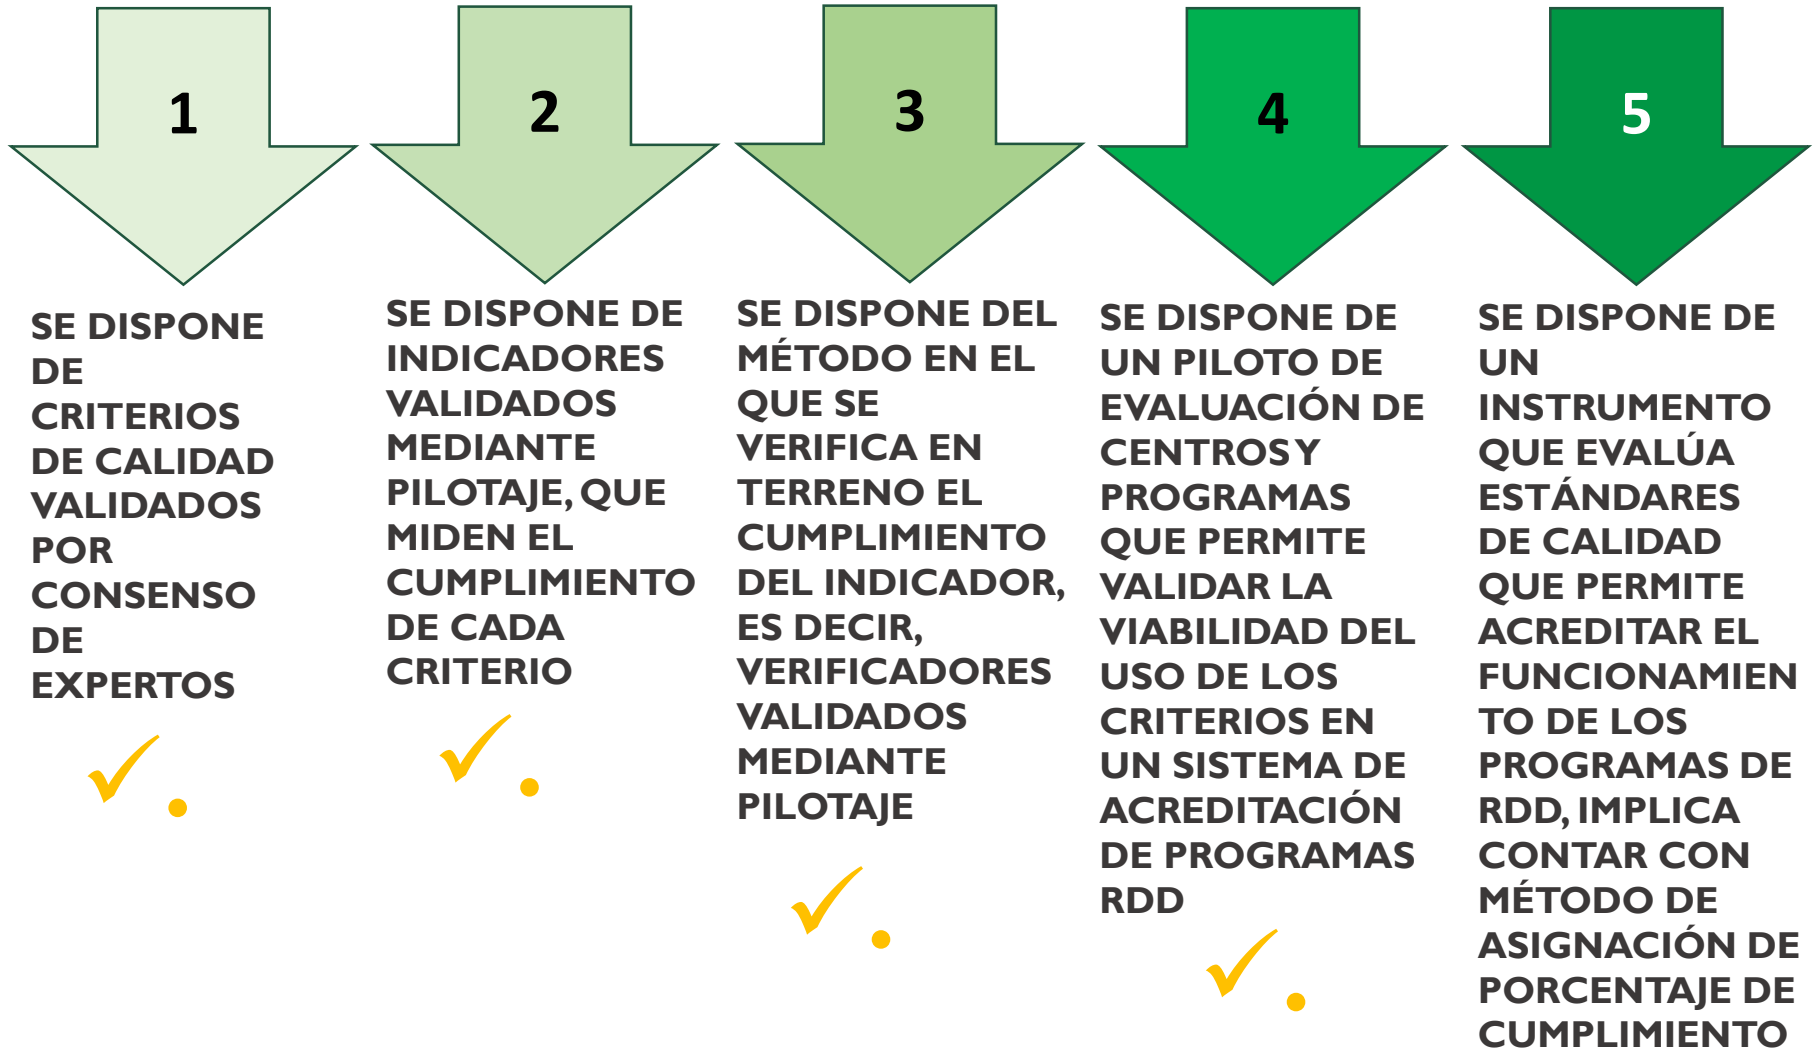 1
SE DISPONE
DE
CRITERIOS
DE CALIDAD
VALIDADOS
POR
CONSENSO
DE
EXPERTOS
2
SE DISPONE DE
INDICADORES
VALIDADOS
MEDIANTE
PILOTAJE, QUE
MIDEN EL
CUMPLIMIENTO
DE CADA
CRITERIO
3
SE DISPONE DEL
MÉTODO EN EL
QUE SE
VERIFICA EN
TERRENO EL
CUMPLIMIENTO
DEL INDICADOR,
ES DECIR,
VERIFICADORES
VALIDADOS
MEDIANTE
PILOTAJE
4
SE DISPONE DE
UN PILOTO DE
EVALUACIÓN DE
CENTROS Y
PROGRAMAS
QUE PERMITE
VALIDAR LA
VIABILIDAD DEL
USO DE LOS
CRITERIOS EN
UN SISTEMA DE
ACREDITACIÓN
DE PROGRAMAS
RDD
5
SE DISPONE DE
UN
INSTRUMENTO
QUE EVALÚA
ESTÁNDARES
DE CALIDAD
QUE PERMITE
ACREDITAR EL
FUNCIONAMIEN
TO DE LOS
PROGRAMAS DE
RDD, IMPLICA
CONTAR CON
MÉTODO DE
ASIGNACIÓN DE
PORCENTAJE DE
CUMPLIMIENTO